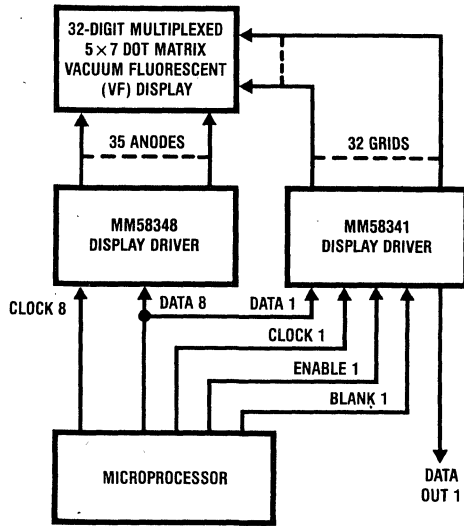 32-DIGIT MULTIPLEXED
5 × 7 DOT MATRIX
VACUUM FLUORESCENT
(VF) DISPLAY
35 ANODES
32 GRIDS
MM58348
DISPLAY DRIVER
MM58341
DISPLAY DRIVER
CLOCK 8
DATA 8
DATA 1
CLOCK 1
ENABLE 1
BLANK 1
MICROPROCESSOR
DATA
OUT 1